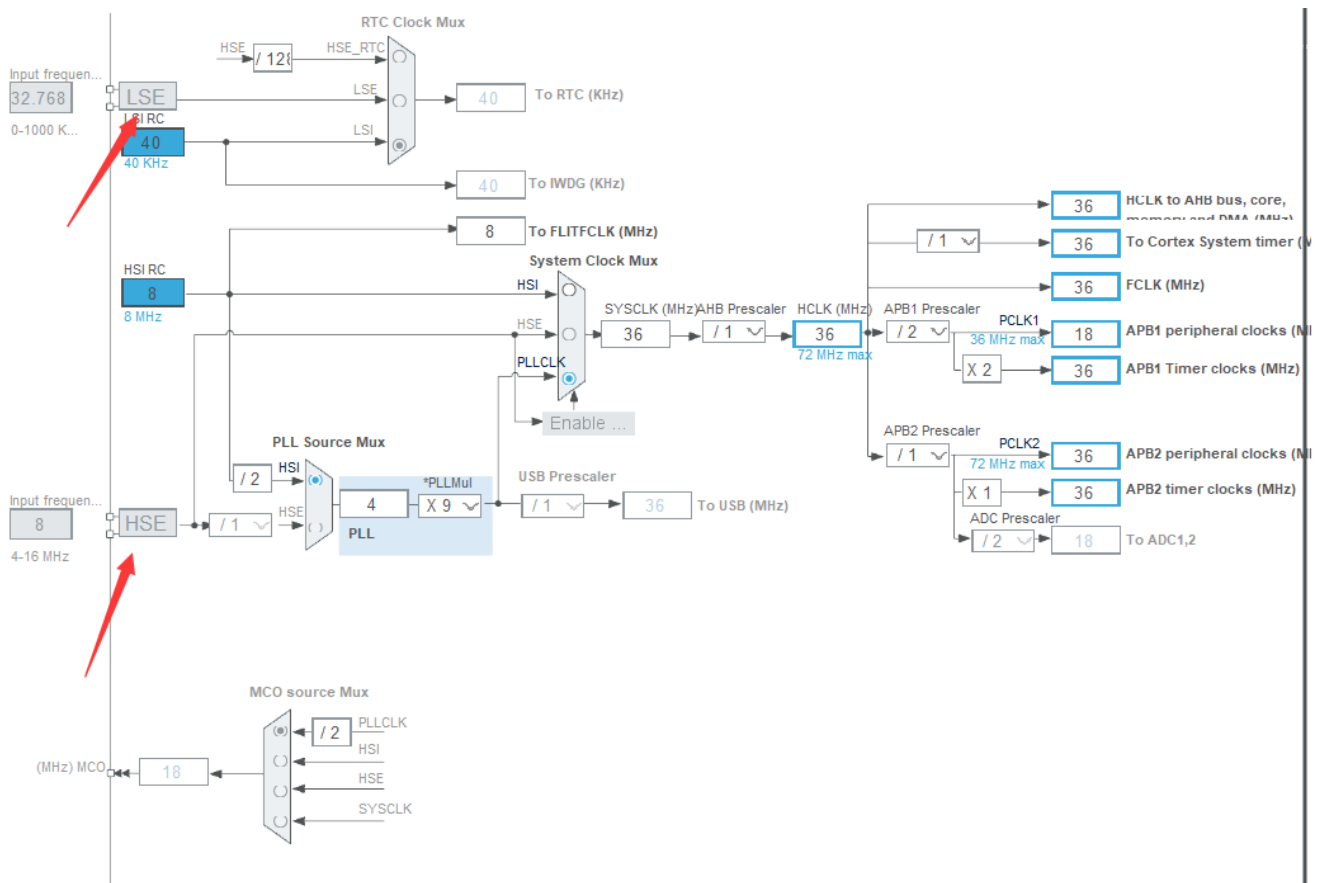 RTC Clock Mux
HSE
/ 128
HSE_RTC
Input frequen...
32.768
LSE
LSE
40
To RTC (KHz)
0-1000 K...
LSI RC
LSI
40
40 KHz
40
To IWDG (KHz)
8
To FLITFCLK (MHz)
System Clock Mux
HSI RC
8
8 MHz
HSI
HSE
PLLCLK
SYSCLK (MHz)
36
AHB Prescaler
/ 1
HCLK (MHz)
36
72 MHz max
Enable ...
36
HCLK to AHB bus, core,
memory and DMA (MHz)
/ 1
36
To Cortex System timer (
36
FCLK (MHz)
APB1 Prescaler
/ 2
PCLK1
36 MHz max
18
APB1 peripheral clocks (
X 2
36
APB1 Timer clocks (MHz)
APB2 Prescaler
/ 1
PCLK2
72 MHz max
36
APB2 peripheral clocks (
X 1
36
APB2 timer clocks (MHz)
ADC Prescaler
/ 2
18
To ADC1,2
PLL Source Mux
/ 2
HSI
Input frequen...
8
HSE
4-16 MHz
/ 1
HSE
4
*PLLMul
X 9
PLL
USB Prescaler
/ 1
36
To USB (MHz)
MCO source Mux
/ 2
PLLCLK
HSI
HSE
SYSCLK
(MHz) MCO
18